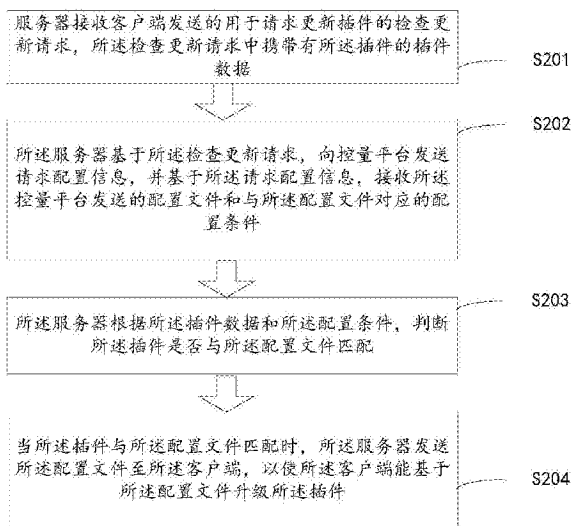 服务器接收客户端发送的用于请求更新插件的检查更
新请求，所述检查更新请求中携带有所述插件的插件
数据
S201
S202
所述服务器基于所述检查更新请求，向控量平台发送
请求配置信息，并基于所述请求配置信息，接收所述
控量平台发送的配置文件和与所述配置文件对应的配
置条件
S203
所述服务器根据所述插件数据和所述配置条件，判断
所述插件是否与所述配置文件匹配
当所述插件与所述配置文件匹配时，所述服务器发送
所述配置文件至所述客户端，以使所述客户端能基于
所述配置文件升级所述插件
S204